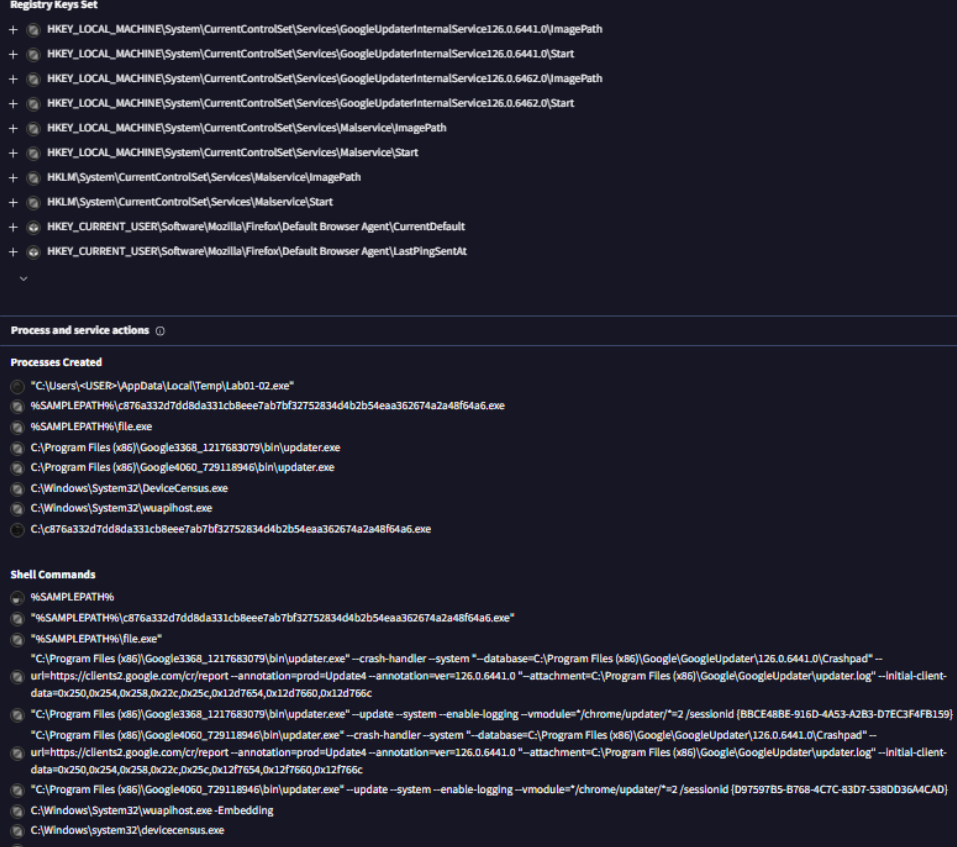 Registry Keys Set
+ HKEY_LOCAL_MACHINE\System\CurrentControlSet\Services\GoogleUpdaterInternalService126.0.6441.0\ImagePath
+ HKEY_LOCAL_MACHINE\System\CurrentControlSet\Services\GoogleUpdaterInternalService126.0.6441.0\Start
+ HKEY_LOCAL_MACHINE\System\CurrentControlSet\Services\GoogleUpdaterInternalService126.0.6462.0\ImagePath
+ HKEY_LOCAL_MACHINE\System\CurrentControlSet\Services\GoogleUpdaterInternalService126.0.6462.0\Start
+ HKEY_LOCAL_MACHINE\System\CurrentControlSet\Services\Malservice\ImagePath
+ HKEY_LOCAL_MACHINE\System\CurrentControlSet\Services\Malservice\Start
+ HKLM\System\CurrentControlSet\Services\Malservice\ImagePath
+ HKLM\System\CurrentControlSet\Services\Malservice\Start
+ HKEY_CURRENT_USER\Software\Mozilla\Firefox\Default Browser Agent\CurrentDefault
+ HKEY_CURRENT_USER\Software\Mozilla\Firefox\Default Browser Agent\LastPingSentAt
Process and service actions
Processes Created
"C:\Users\<USER>\AppData\Local\Temp\Lab01-02.exe"
%SAMPLEPATH%\c876a332d7dd8da331cb8eee7ab7bf32752834d4b2b54eaa362674a2a48f64a6.exe
%SAMPLEPATH%\file.exe
C:\Program Files (x86)\Google3368_1217683079\bin\updater.exe
C:\Program Files (x86)\Google4060_729118946\bin\updater.exe
C:\Windows\System32\DeviceCensus.exe
C:\Windows\System32\wuapihost.exe
C:\c876a332d7dd8da331cb8eee7ab7bf32752834d4b2b54eaa362674a2a48f64a6.exe
Shell Commands
%SAMPLEPATH%
"%SAMPLEPATH%\c876a332d7dd8da331cb8eee7ab7bf32752834d4b2b54eaa362674a2a48f64a6.exe"
"%SAMPLEPATH%\file.exe"
"C:\Program Files (x86)\Google3368_1217683079\bin\updater.exe" --crash-handler --system "--database=C:\Program Files (x86)\Google\GoogleUpdater\126.0.6441.0\Crashpad" --
url=https://clients2.google.com/cr/report --annotation=prod=Update4 --annotation=ver=126.0.6441.0 "--attachment=C:\Program Files (x86)\Google\GoogleUpdater\updater.log" --initial-client-
data=0x250,0x254,0x258,0x22c,0x25c,0x12d7654,0x12d7660,0x12d766c
"C:\Program Files (x86)\Google3368_1217683079\bin\updater.exe" --update --system --enable-logging --vmodule=*/chrome/updater/*=2 /sessionid {BBCE48BE-916D-4A53-A2B3-D7EC3F4FB159}
"C:\Program Files (x86)\Google4060_729118946\bin\updater.exe" --crash-handler --system "--database=C:\Program Files (x86)\Google\GoogleUpdater\126.0.6441.0\Crashpad" --
url=https://clients2.google.com/cr/report --annotation=prod=Update4 --annotation=ver=126.0.6441.0 "--attachment=C:\Program Files (x86)\Google\GoogleUpdater\updater.log" --initial-client-
data=0x250,0x254,0x258,0x22c,0x25c,0x12f7654,0x12f7660,0x12f766c
"C:\Program Files (x86)\Google4060_729118946\bin\updater.exe" --update --system --enable-logging --vmodule=*/chrome/updater/*=2 /sessionid {D97597B5-B768-4C7C-83D7-538DD36A4CAD}
C:\Windows\System32\wuapihost.exe -Embedding
C:\Windows\system32\devicecensus.exe